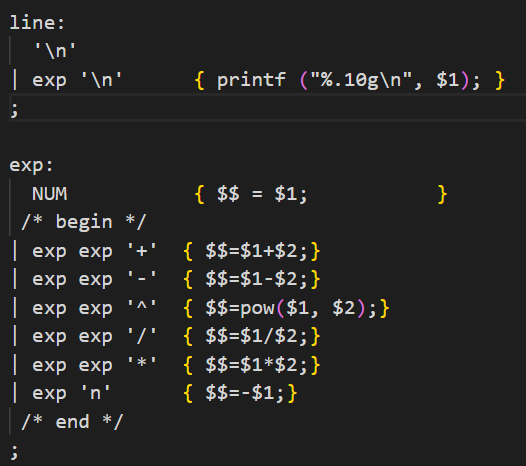 line:
  '\n'
| exp '\n'      { printf ("%.10g\n", $1); }
;

exp:
  NUM           { $$ = $1;           }
 /* begin */
| exp exp '+'  { $$=$1+$2;}
| exp exp '-'  { $$=$1-$2;}
| exp exp '^'  { $$=pow($1, $2);}
| exp exp '/'  { $$=$1/$2;}
| exp exp '*'  { $$=$1*$2;}
| exp 'n'      { $$=-$1;}
 /* end */
;